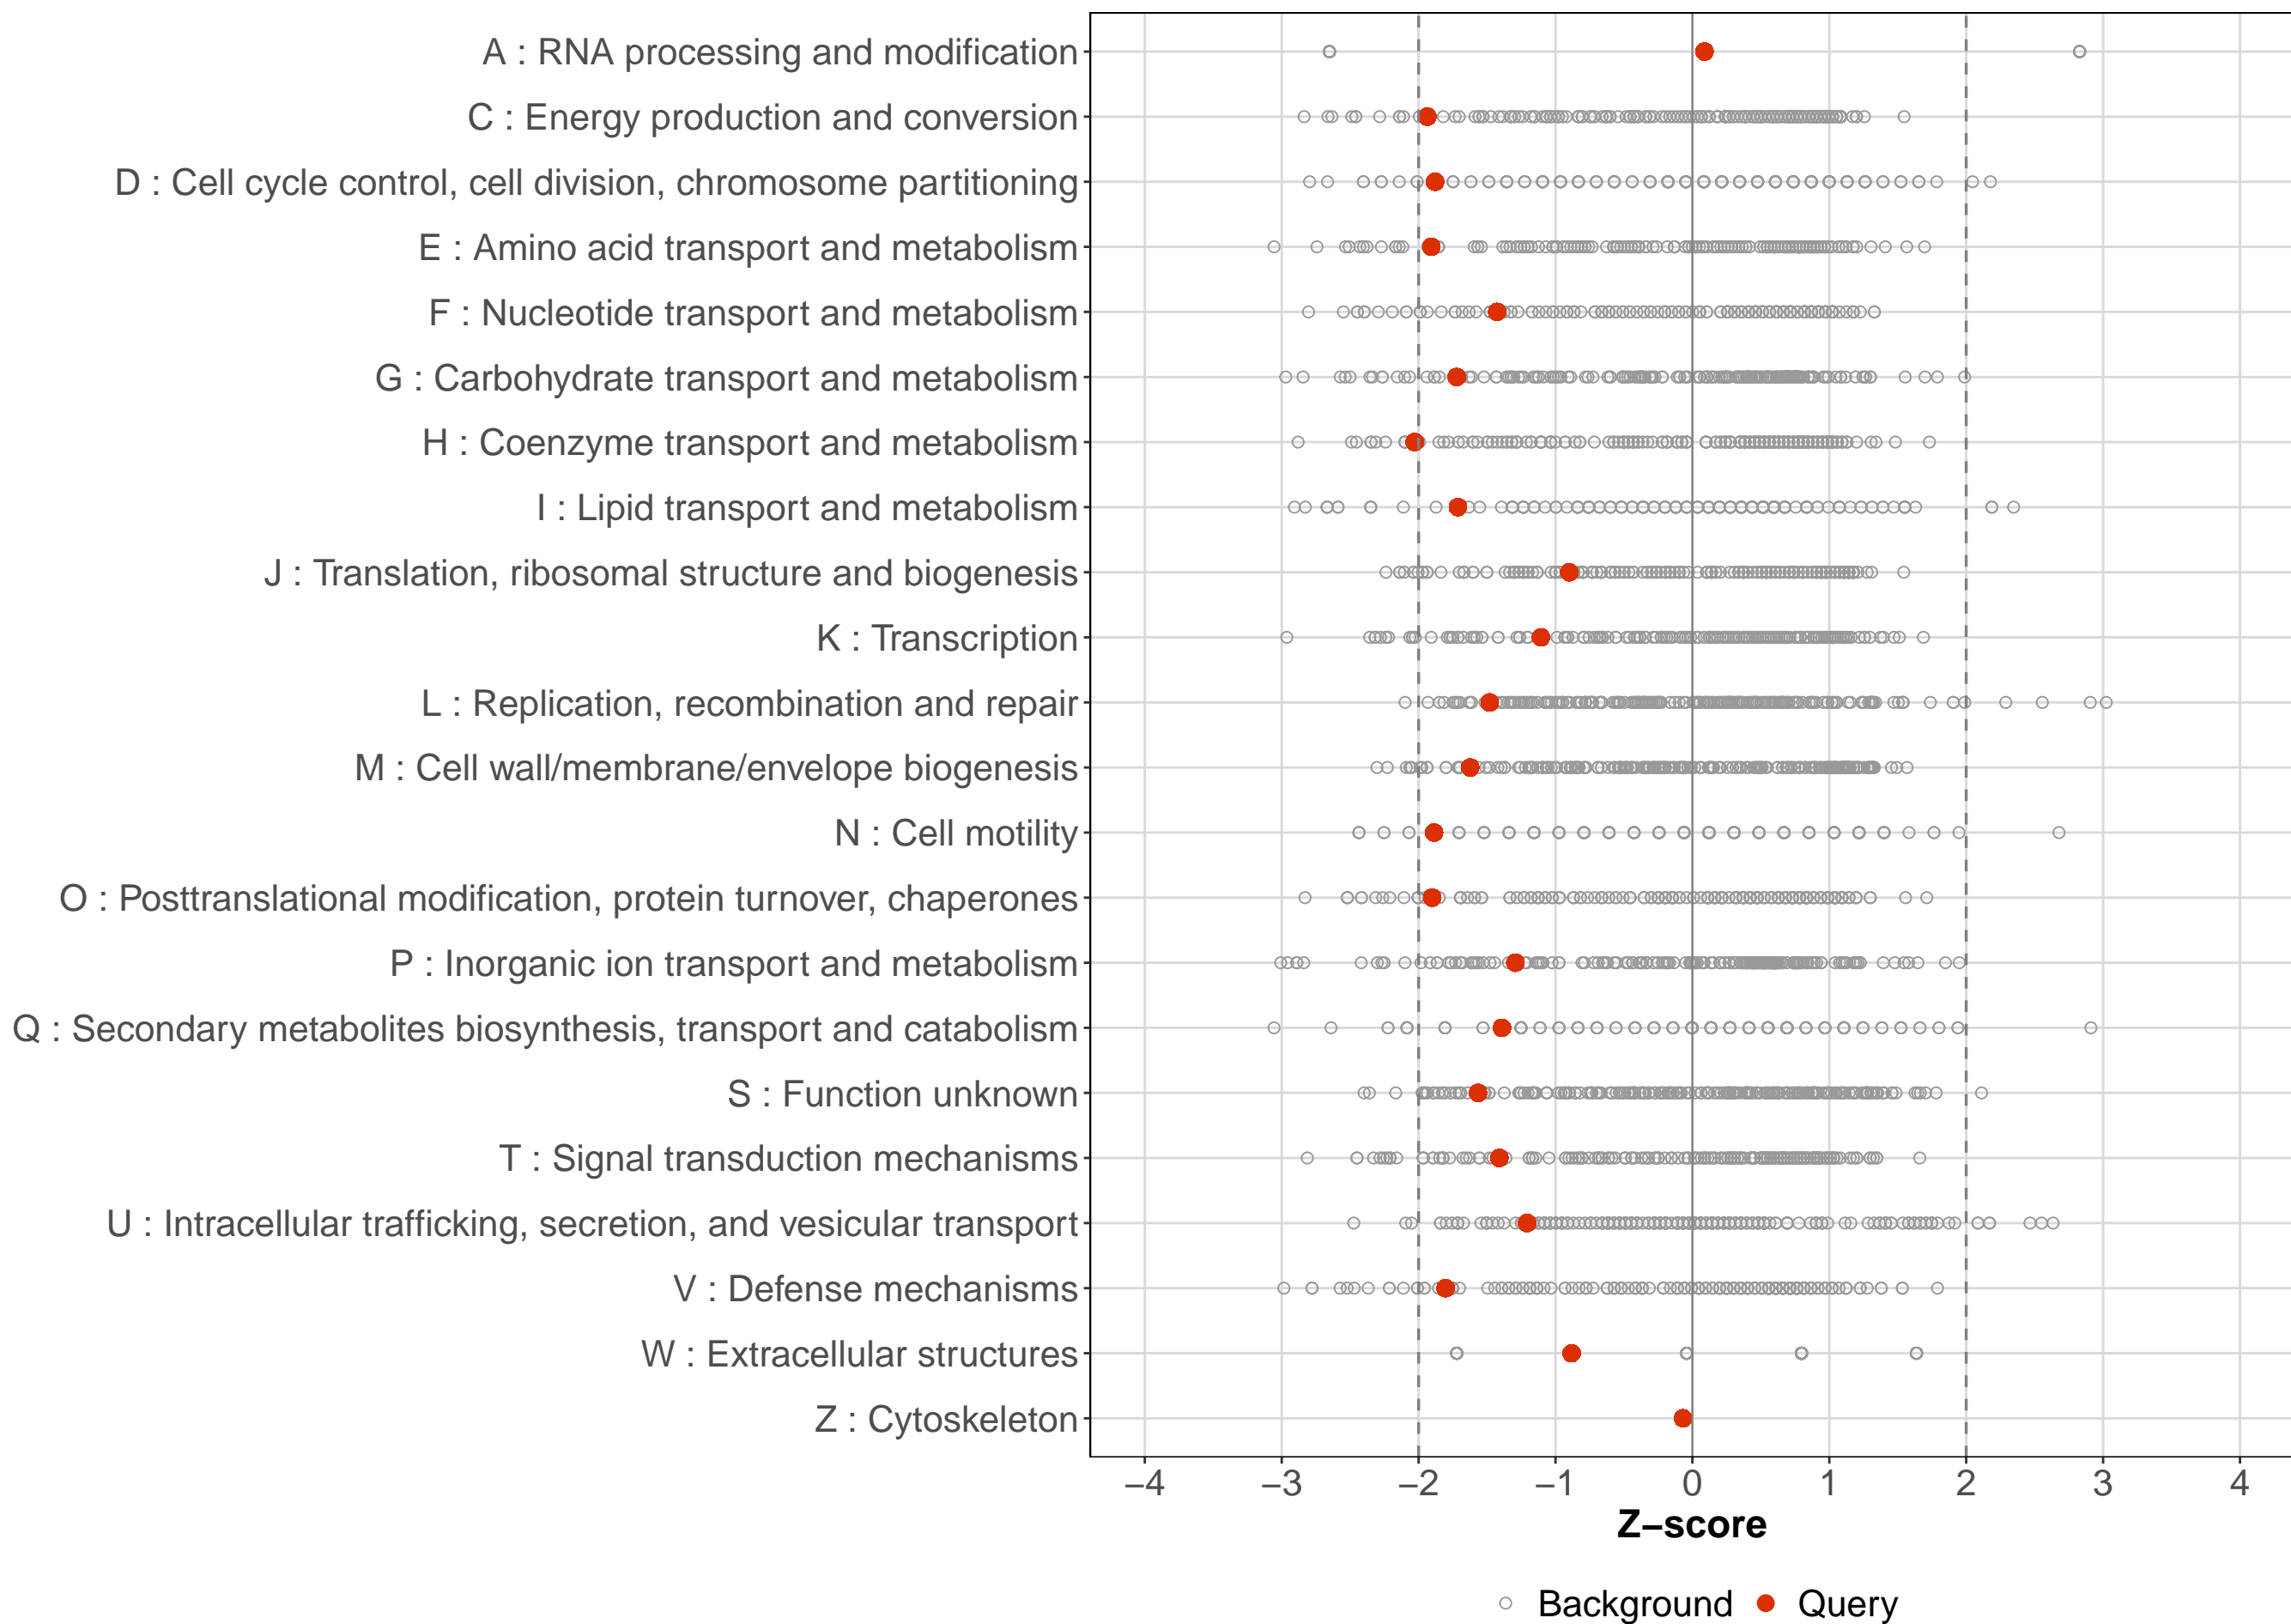 A : RNA processing and modification
C : Energy production and conversion
D : Cell cycle control, cell division, chromosome partitioning
E : Amino acid transport and metabolism
F : Nucleotide transport and metabolism
G : Carbohydrate transport and metabolism
H : Coenzyme transport and metabolism
I : Lipid transport and metabolism
J : Translation, ribosomal structure and biogenesis
K : Transcription
L : Replication, recombination and repair
M : Cell wall/membrane/envelope biogenesis
N : Cell motility
O : Posttranslational modification, protein turnover, chaperones
P : Inorganic ion transport and metabolism
Q : Secondary metabolites biosynthesis, transport and catabolism
S : Function unknown
T : Signal transduction mechanisms
U : Intracellular trafficking, secretion, and vesicular transport
V : Defense mechanisms
W : Extracellular structures
Z : Cytoskeleton
−4 −3 −2 −1 0 1 2 3 4
Z−score
Background Query